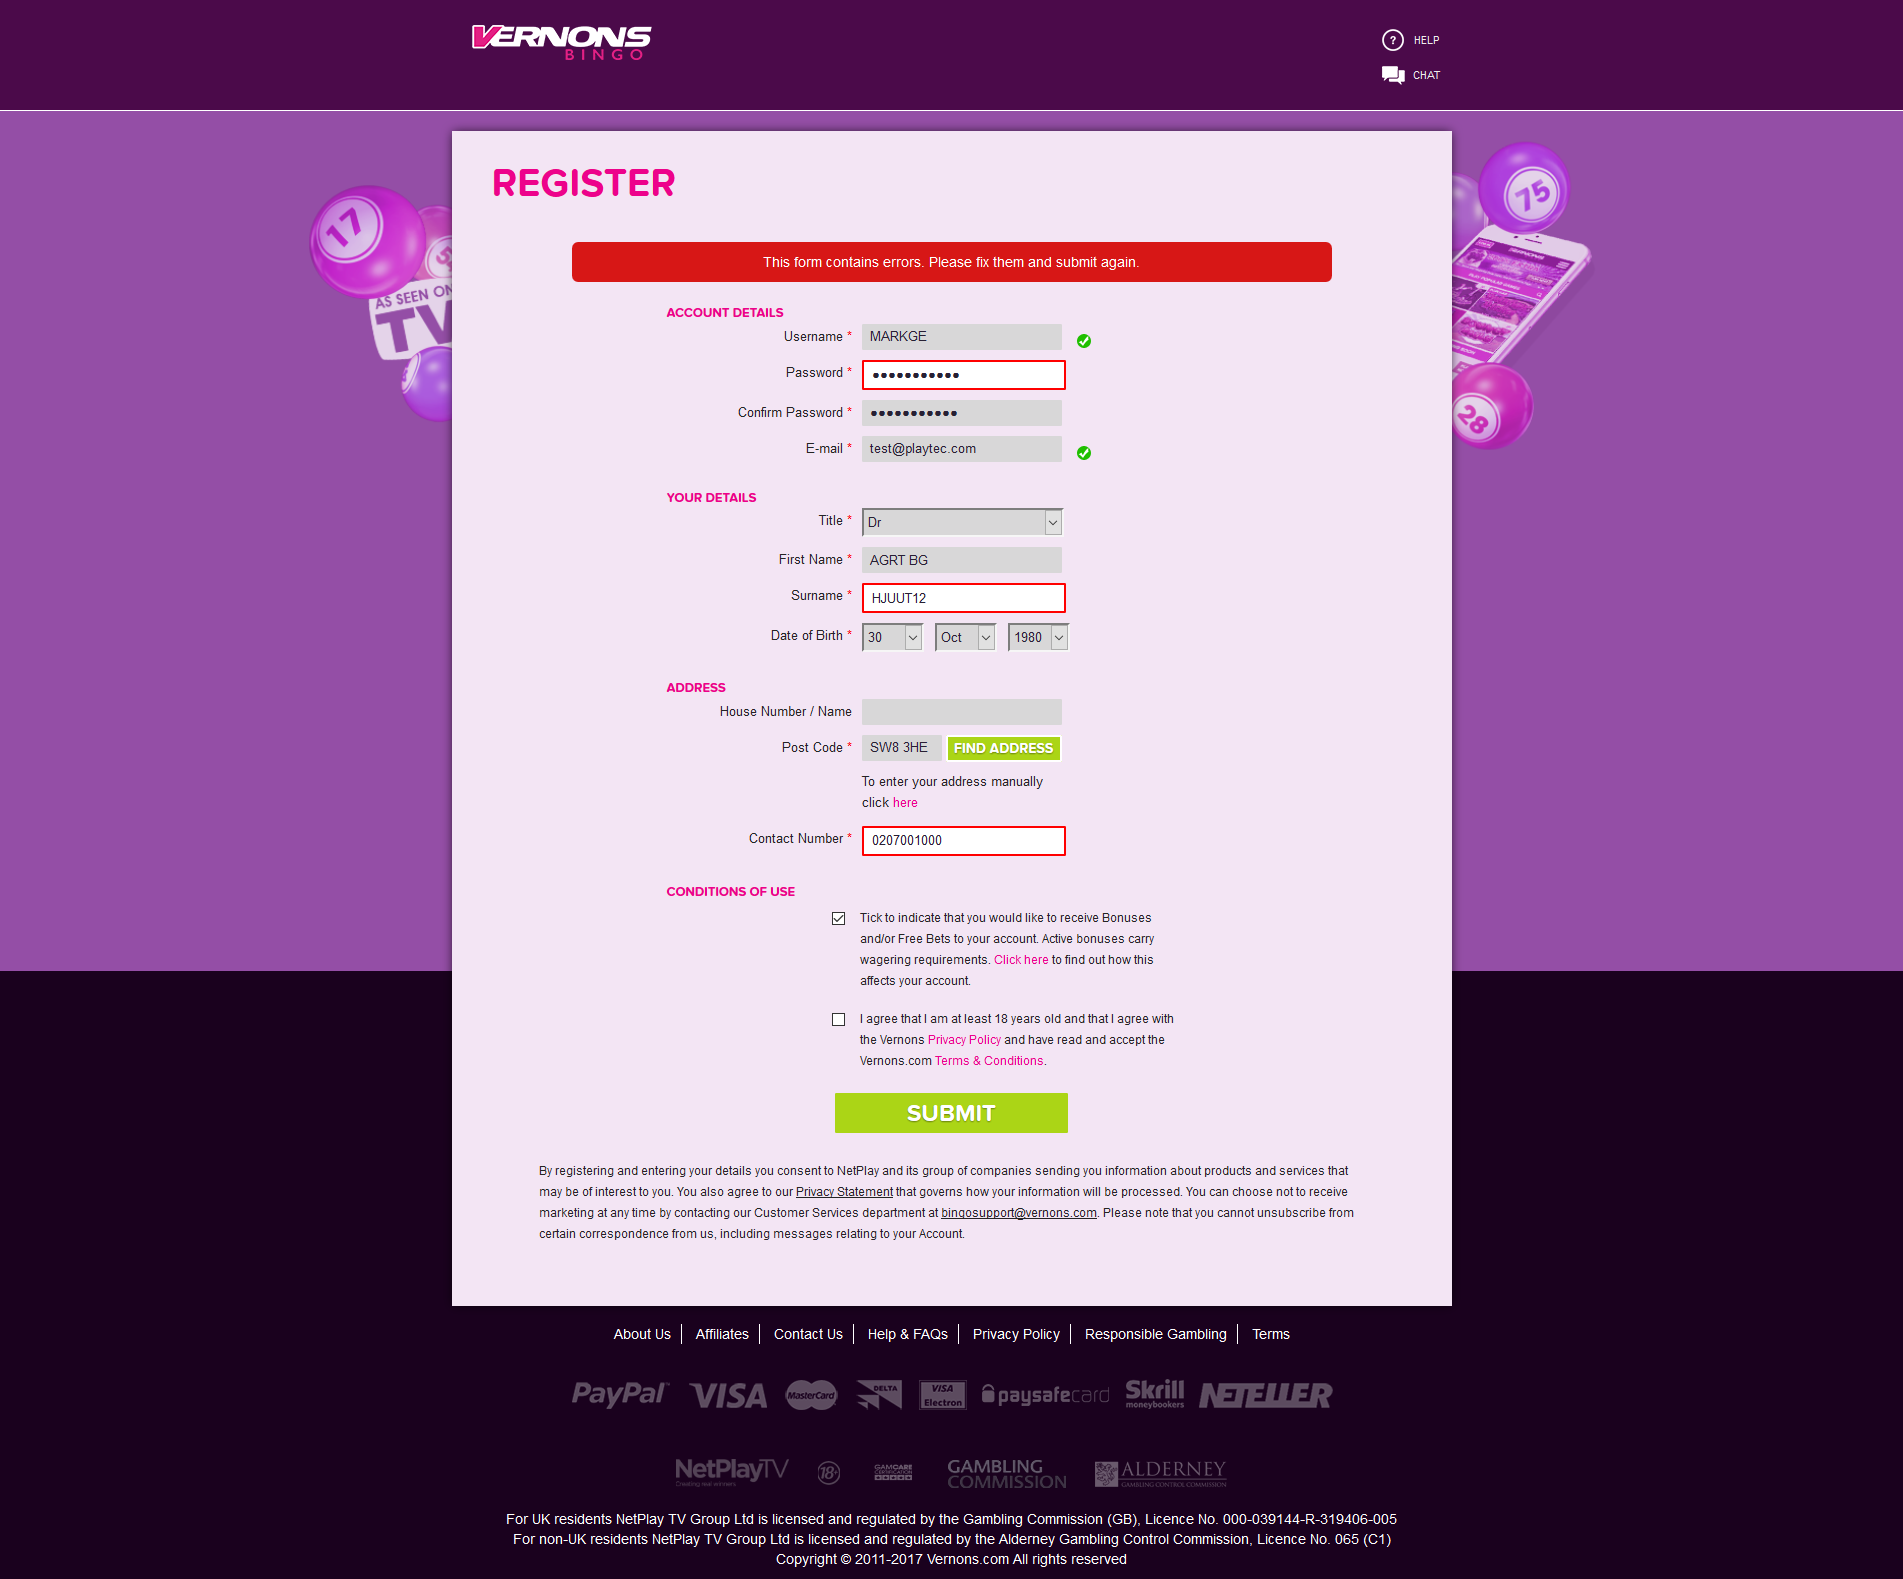 VERNONS
BINGO
? HELP
CHAT
REGISTER
17
75
AS SEEN ON
TV
28
This form contains errors. Please fix them and submit again.
ACCOUNT DETAILS
Username * MARKGE
Password * •••••••••••
Confirm Password * •••••••••••
E-mail * test@playtec.com
YOUR DETAILS
Title * Dr
First Name * AGRT BG
Surname * HJUUT12
Date of Birth * 30 Oct 1980
ADDRESS
House Number / Name
Post Code * SW8 3HE FIND ADDRESS
To enter your address manually
click here
Contact Number * 0207001000
CONDITIONS OF USE
Tick to indicate that you would like to receive Bonuses
and/or Free Bets to your account. Active bonuses carry
wagering requirements. Click here to find out how this
affects your account.
I agree that I am at least 18 years old and that I agree with
the Vernons Privacy Policy and have read and accept the
Vernons.com Terms & Conditions.
SUBMIT
By registering and entering your details you consent to NetPlay and its group of companies sending you information about products and services that
may be of interest to you. You also agree to our Privacy Statement that governs how your information will be processed. You can choose not to receive
marketing at any time by contacting our Customer Services department at bingosupport@vernons.com. Please note that you cannot unsubscribe from
certain correspondence from us, including messages relating to your Account.
About Us Affiliates Contact Us Help & FAQs Privacy Policy Responsible Gambling Terms
PayPal VISA MasterCard DELTA VISA Electron paysafecard Skrill moneybookers NETELLER
NetPlayTV Creating real winners 18+ GAMCARE CERTIFICATION GAMBLING COMMISSION ALDERNEY GAMBLING CONTROL COMMISSION
For UK residents NetPlay TV Group Ltd is licensed and regulated by the Gambling Commission (GB), Licence No. 000-039144-R-319406-005
For non-UK residents NetPlay TV Group Ltd is licensed and regulated by the Alderney Gambling Control Commission, Licence No. 065 (C1)
Copyright © 2011-2017 Vernons.com All rights reserved